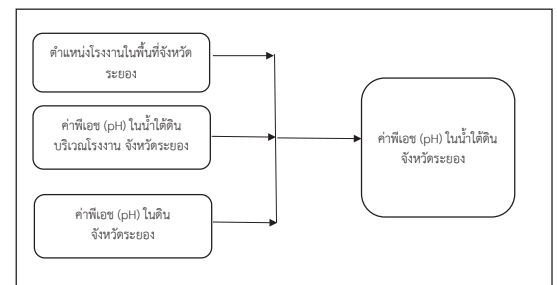 ตำแหน่งโรงงานในพื้นที่จังหวัด
ระยอง
ค่าพีเอช (pH) ในน้ำใต้ดิน
บริเวณโรงงาน จังหวัดระยอง
ค่าพีเอช (pH) ในดิน
จังหวัดระยอง
ค่าพีเอช (pH) ในน้ำใต้ดิน
จังหวัดระยอง